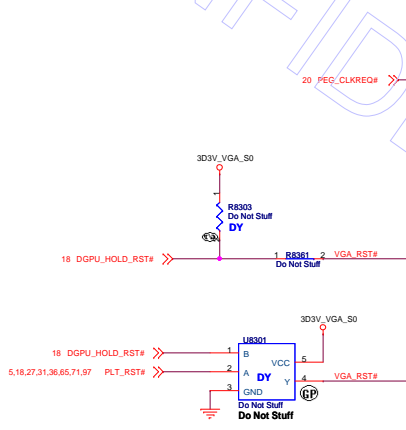 20 PEG_CLKREQ#
3D3V_VGA_S0
1
R8303
Do Not Stuff
DY
18 DGPU_HOLD_RST#
1 R8361 2 VGA_RST#
Do Not Stuff
3D3V_VGA_S0
U8301
18 DGPU_HOLD_RST# 1 B
VCC 5
5,18,27,31,36,65,71,97 PLT_RST# 2 A
DY
Y 4 VGA_RST#
3 GND
GP
Do Not Stuff
Do Not Stuff